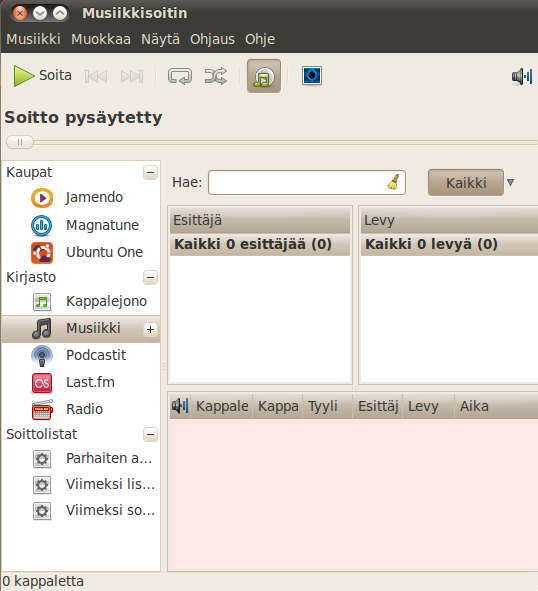 Musiikkisoitin
Musiikki Muokkaa Näytä Ohjaus Ohje
Soita
Soitto pysäytetty
Kaupat
Jamendo
Magnatune
Ubuntu One
Kirjasto
Kappalejono
Musiikki
Podcastit
Last.fm
Radio
Soittolistat
Parhaiten a...
Viimeksi lis...
Viimeksi so...
Hae: Kaikki
Esittäjä Levy
Kaikki 0 esittäjää (0) Kaikki 0 levyä (0)
Kappale Kappa Tyyli Esittäj Levy Aika
0 kappaletta